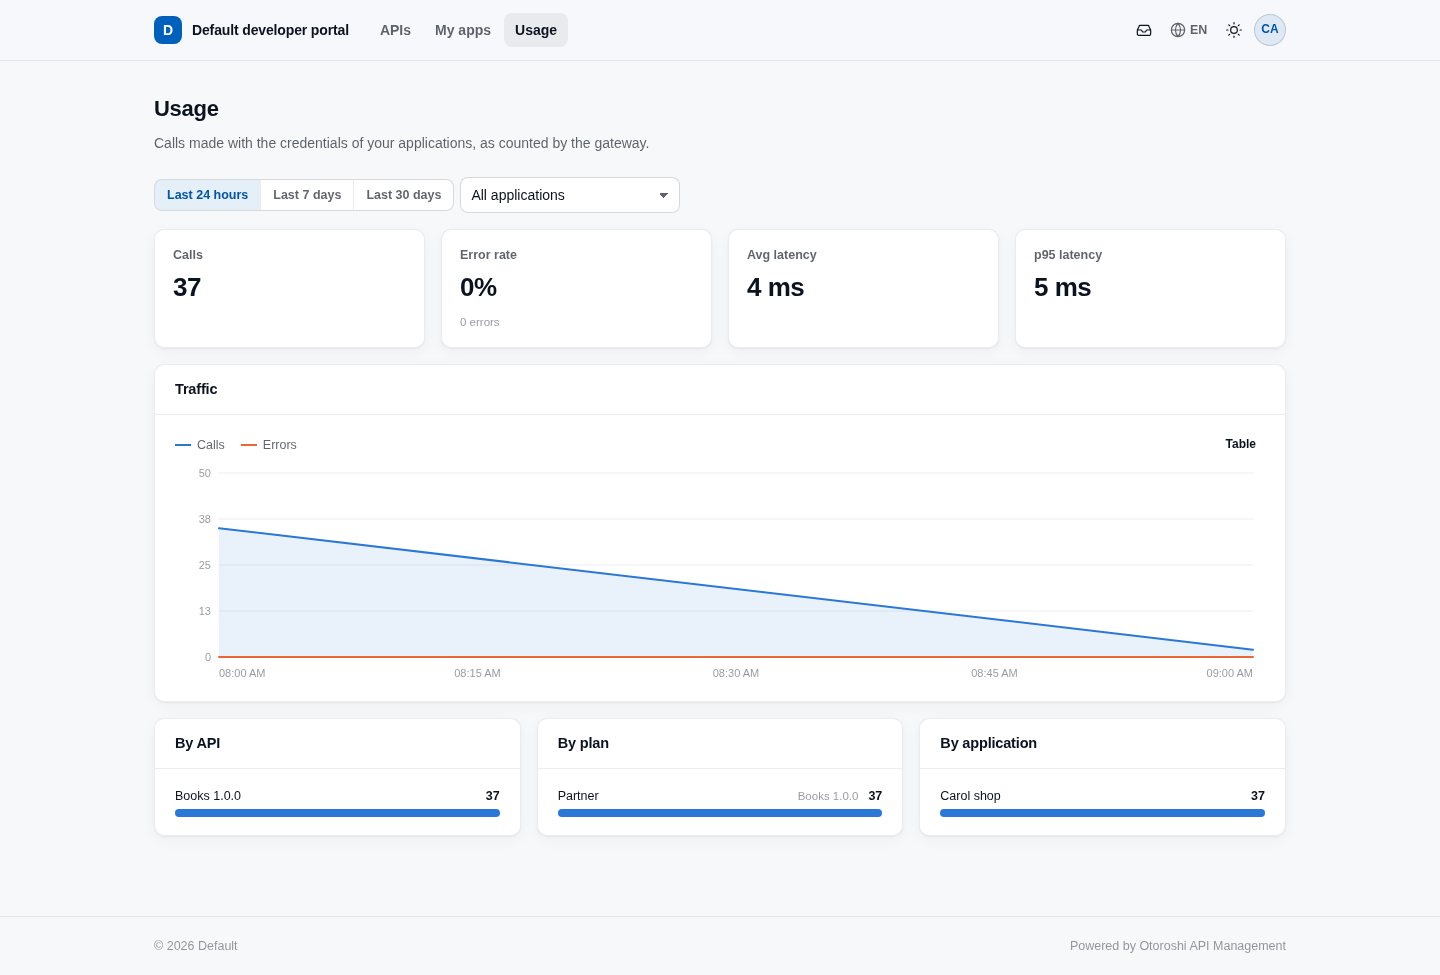 D Default developer portal APIs My apps Usage EN CA
Usage
Calls made with the credentials of your applications, as counted by the gateway.
Last 24 hours Last 7 days Last 30 days All applications
Calls
37
Error rate
0%
0 errors
Avg latency
4 ms
p95 latency
5 ms
Traffic
Calls Errors Table
50
38
25
13
0
08:00 AM 08:15 AM 08:30 AM 08:45 AM 09:00 AM
By API
Books 1.0.0 37
By plan
Partner Books 1.0.0 37
By application
Carol shop 37
© 2026 Default Powered by Otoroshi API Management